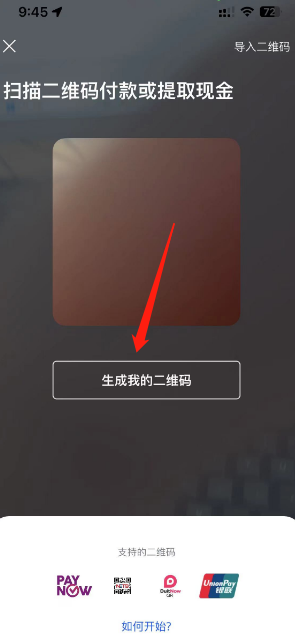 9:45
72
导入二维码
扫描二维码付款或提取现金
生成我的二维码
支持的二维码
PAY
NOW
NETS
DuitNow
QR
UnionPay
银联
如何开始?